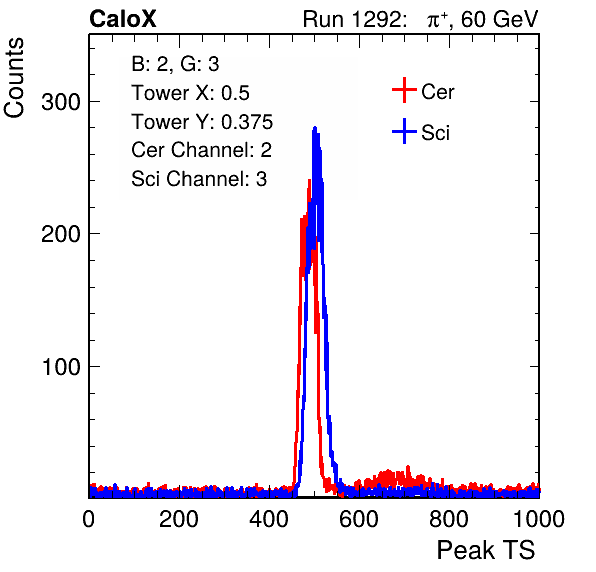 CaloX Run 1292: π⁺, 60 GeV
Counts
B: 2, G: 3
Tower X: 0.5
Tower Y: 0.375
Cer Channel: 2
Sci Channel: 3
Cer
Sci
300
200
100
0 200 400 600 800 1000
Peak TS